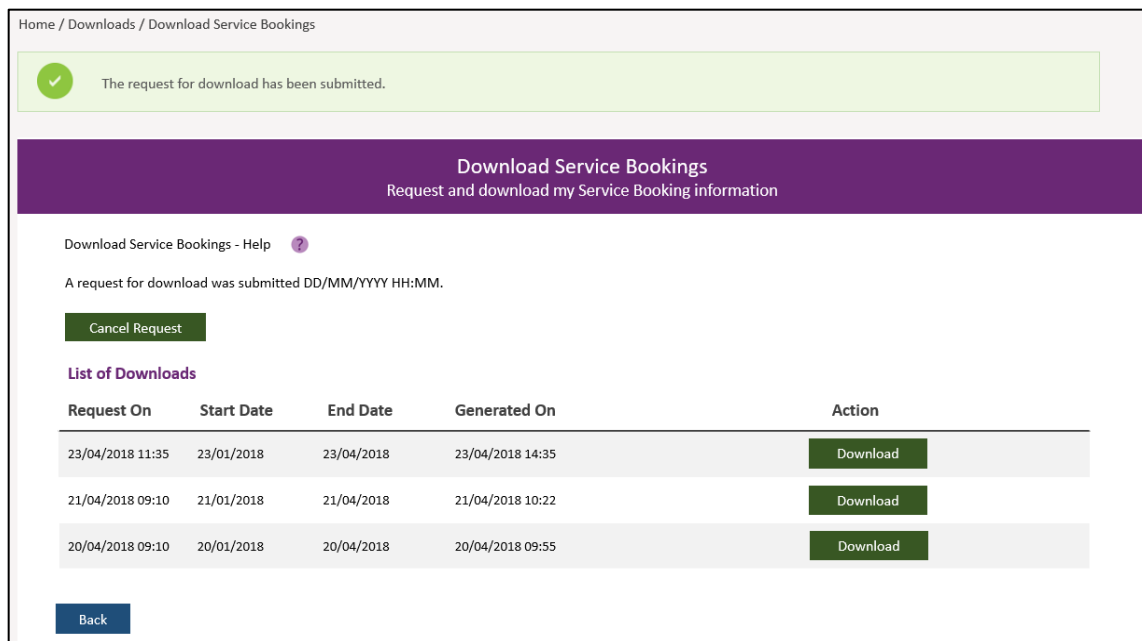 Home / Downloads / Download Service Bookings
The request for download has been submitted.
Download Service Bookings
Request and download my Service Booking information
Download Service Bookings - Help ?
A request for download was submitted DD/MM/YYYY HH:MM.
Cancel Request
List of Downloads
Request On Start Date End Date Generated On Action
23/04/2018 11:35 23/01/2018 23/04/2018 23/04/2018 14:35 Download
21/04/2018 09:10 21/01/2018 21/04/2018 21/04/2018 10:22 Download
20/04/2018 09:10 20/01/2018 20/04/2018 20/04/2018 09:55 Download
Back